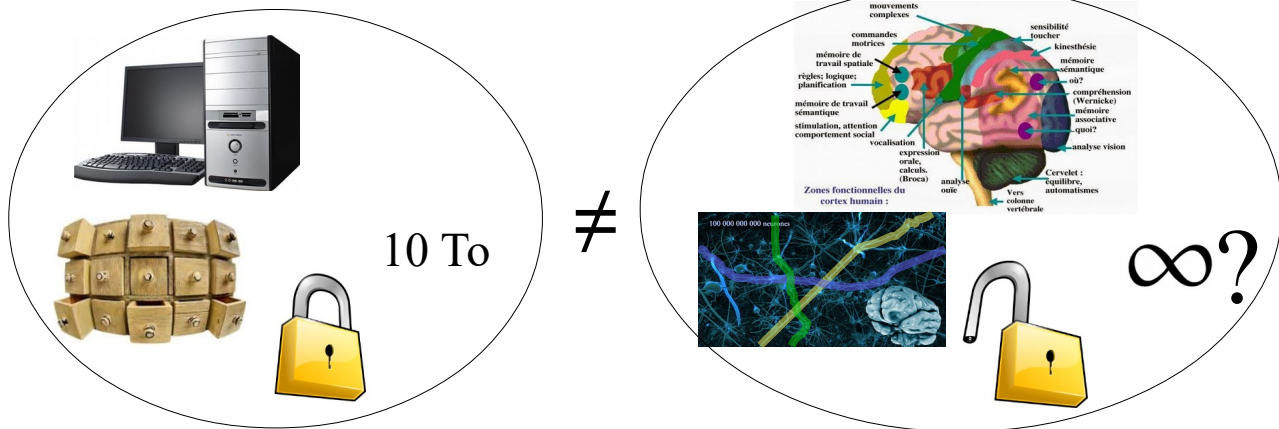 10 To
≠
mouvements
complexes
commandes
motrices
mémoire de
travail spatiale
règles; logique;
planification
mémoire de travail
sémantique
stimulation, attention
comportement social
vocalisation
expression
orale,
calculs.
(Broca)
analyse
ouïe
sensibilité
toucher
kinesthésie
mémoire
sémantique
où?
compréhension
(Wernicke)
mémoire
associative
quoi?
analyse vision
Cervelet :
équilibre,
automatismes
Vers
colonne
vertébrale
Zones fonctionnelles du
cortex humain :
100 000 000 000 neurones
∞?